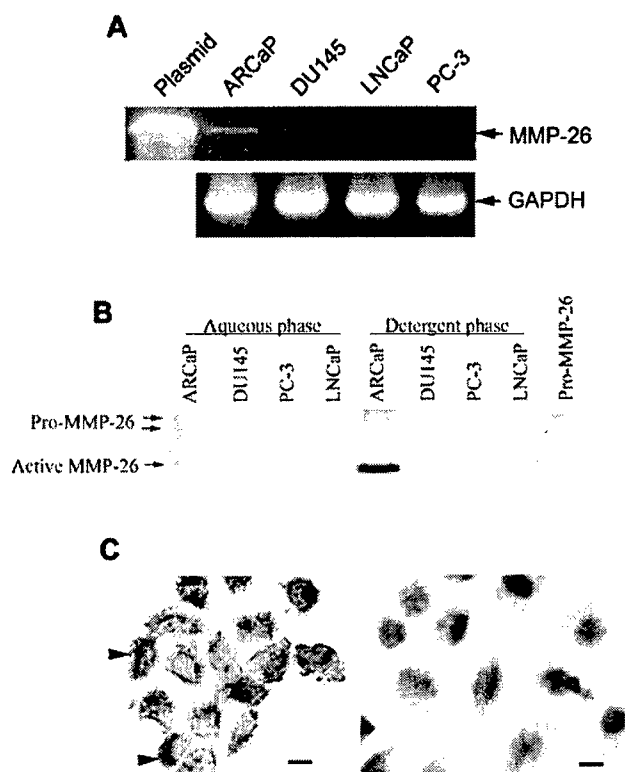 A
Plasmid ARCaP DU145 LNCaP PC-3
MMP-26
GAPDH
B
Aqueous phase Detergent phase
ARCaP DU145 PC-3 LNCaP ARCaP DU145 PC-3 LNCaP Pro-MMP-26
Pro-MMP-26
Active MMP-26
C